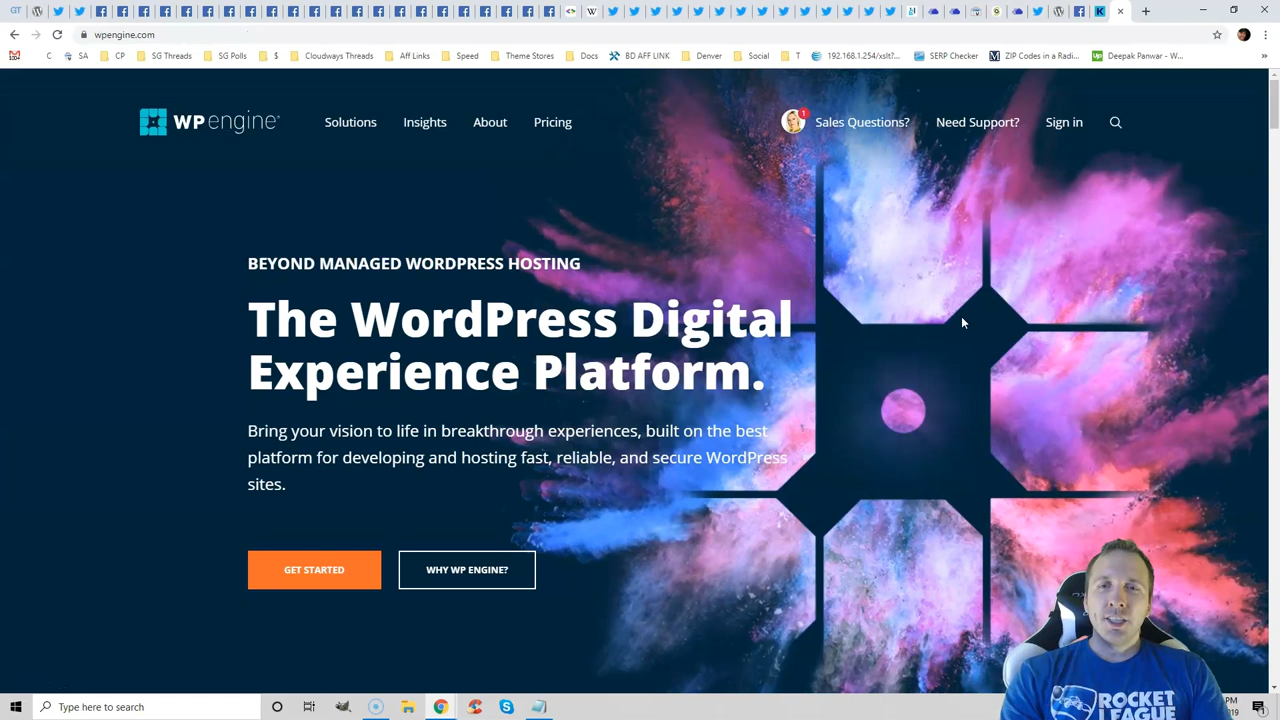 wpengine.com
C
SA
CP
SG Threads
SG Polls
$
Cloudways Threads
Aff Links
Speed
Theme Stores
Docs
BD AFF LINK
Denver
Social
T
192.168.1.254/xslt?...
SERP Checker
ZIP Codes in a Radi...
Deepak Panwar - W...
»
WPengine
Solutions
Insights
About
Pricing
1
Sales Questions?
Need Support?
Sign in
BEYOND MANAGED WORDPRESS HOSTING
The WordPress Digital
Experience Platform.
Bring your vision to life in breakthrough experiences, built on the best
platform for developing and hosting fast, reliable, and secure WordPress
sites.
GET STARTED
WHY WP ENGINE?
ROCKET
LEAGUE
Type here to search
PM